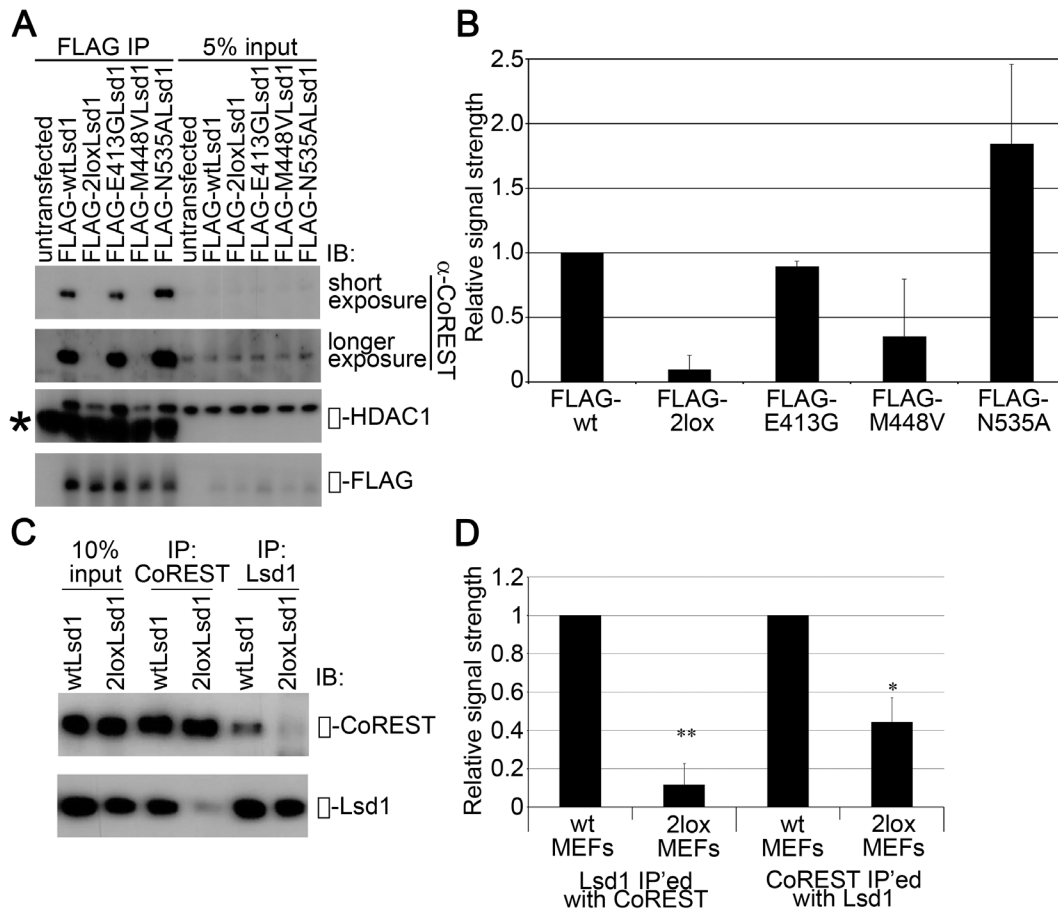 A
FLAG IP
5% input
untransfected
FLAG-wtLsd1
FLAG-2loxLsd1
FLAG-E413GLsd1
FLAG-M448VLsd1
FLAG-N535ALsd1
untransfected
FLAG-wtLsd1
FLAG-2loxLsd1
FLAG-E413GLsd1
FLAG-M448VLsd1
FLAG-N535ALsd1
IB:
short
exposure
longer
exposure
α-CoREST
*
▯-HDAC1
▯-FLAG
B
Relative signal strength
2.5
2.0
1.5
1.0
0.5
0
FLAG-
wt
FLAG-
2lox
FLAG-
E413G
FLAG-
M448V
FLAG-
N535A
C
10%
input
IP:
CoREST
IP:
Lsd1
wtLsd1
2loxLsd1
wtLsd1
2loxLsd1
wtLsd1
2loxLsd1
IB:
▯-CoREST
▯-Lsd1
D
Relative signal strength
1.2
1
0.8
0.6
0.4
0.2
0
**
*
wt
MEFs
2lox
MEFs
wt
MEFs
2lox
MEFs
Lsd1 IP'ed
with CoREST
CoREST IP'ed
with Lsd1